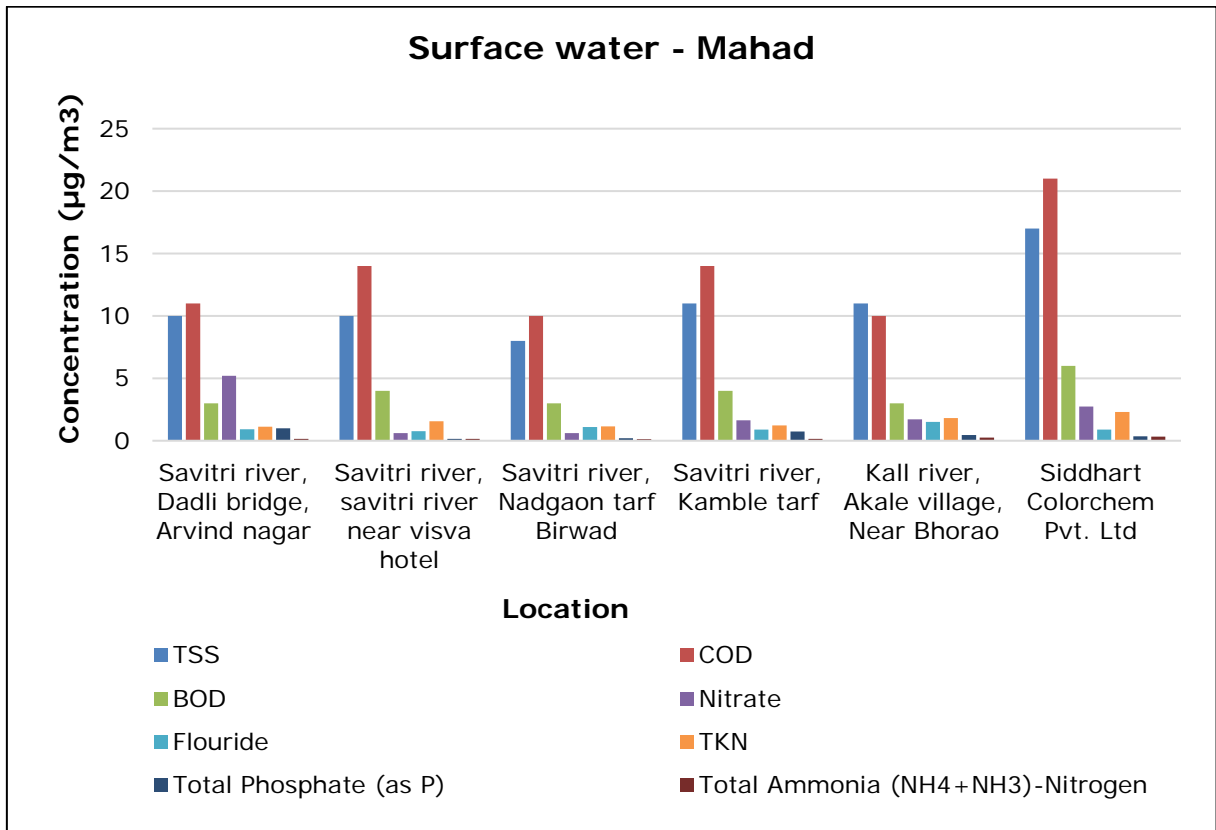 Surface water - Mahad
Concentration (µg/m3)
25
20
15
10
5
0
Savitri river,
Dadli bridge,
Arvind nagar
Savitri river,
savitri river
near visva
hotel
Savitri river,
Nadgaon tarf
Birwad
Savitri river,
Kamble tarf
Kall river,
Akale village,
Near Bhorao
Siddhart
Colorchem
Pvt. Ltd
Location
TSS
COD
BOD
Nitrate
Flouride
TKN
Total Phosphate (as P)
Total Ammonia (NH4+NH3)-Nitrogen